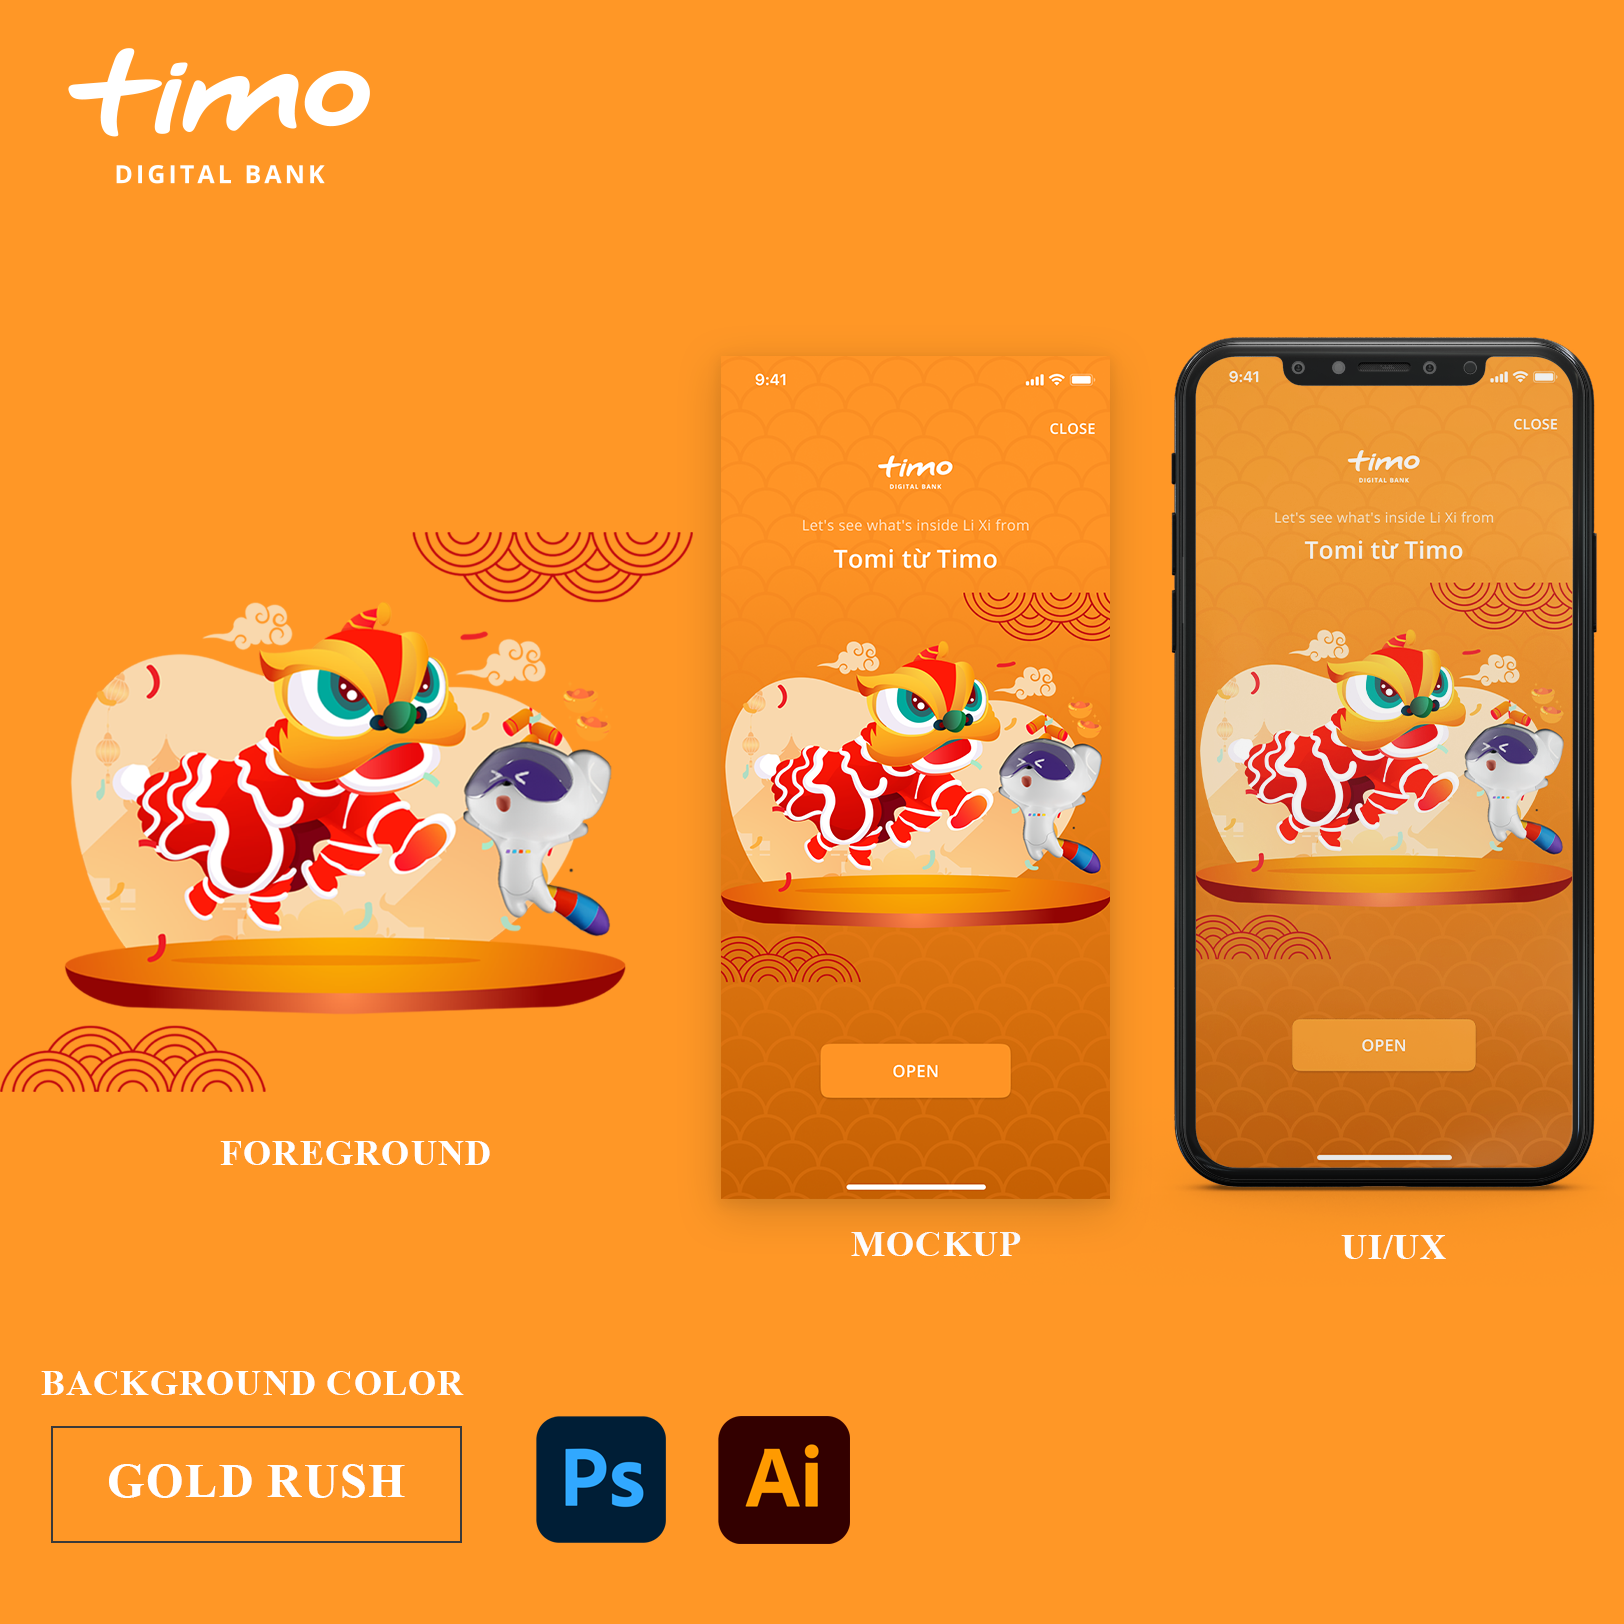 timo
DIGITAL BANK
9:41
CLOSE
timo
DIGITAL BANK
Let's see what's inside Li Xi from
Tomi từ Timo
OPEN
9:41
CLOSE
timo
DIGITAL BANK
Let's see what's inside Li Xi from
Tomi từ Timo
OPEN
FOREGROUND
MOCKUP
UI/UX
BACKGROUND COLOR
GOLD RUSH
Ps
Ai